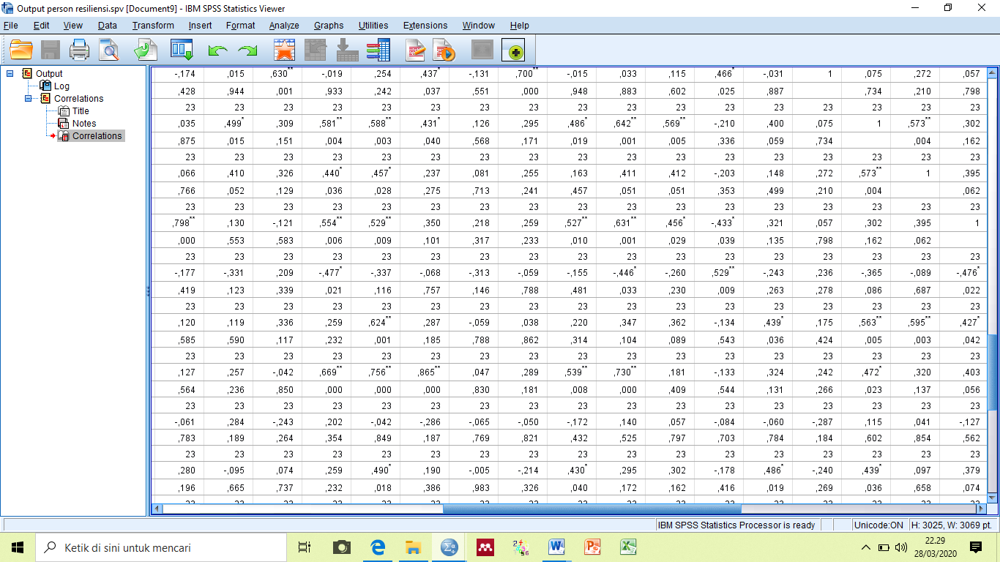 Output person resiliensi.spv [Document9] - IBM SPSS Statistics Viewer
File Edit View Data Transform Insert Format Analyze Graphs Utilities Extensions Window Help
Output
Log
Correlations
Title
Notes
Correlations
-,174 ,015 ,630** -,019 ,254 ,437* -,131 ,700** -,015 ,033 ,115 ,466* -,031 1 ,075 ,272 ,057
,428 ,944 ,001 ,933 ,242 ,037 ,551 ,000 ,948 ,883 ,602 ,025 ,887 ,734 ,210 ,798
23 23 23 23 23 23 23 23 23 23 23 23 23 23 23 23 23
,035 ,499* ,309 ,581** ,588** ,431* ,126 ,295 ,486* ,642** ,569** -,210 ,400 ,075 1 ,573** ,302
,875 ,015 ,151 ,004 ,003 ,040 ,568 ,171 ,019 ,001 ,005 ,336 ,059 ,734 ,004 ,162
23 23 23 23 23 23 23 23 23 23 23 23 23 23 23 23 23
,066 ,410 ,326 ,440* ,457* ,237 ,081 ,255 ,163 ,411 ,412 -,203 ,148 ,272 ,573** 1 ,395
,766 ,052 ,129 ,036 ,028 ,275 ,713 ,241 ,457 ,051 ,051 ,353 ,499 ,210 ,004 ,062
23 23 23 23 23 23 23 23 23 23 23 23 23 23 23 23 23
,798** ,130 -,121 ,554** ,529** ,350 ,218 ,259 ,527** ,631** ,456* -,433* ,321 ,057 ,302 ,395 1
,000 ,553 ,583 ,006 ,009 ,101 ,317 ,233 ,010 ,001 ,029 ,039 ,135 ,798 ,162 ,062
23 23 23 23 23 23 23 23 23 23 23 23 23 23 23 23 23
-,177 -,331 ,209 -,477* -,337 -,068 -,313 -,059 -,155 -,446* -,260 ,529** -,243 ,236 -,365 -,089 -,476*
,419 ,123 ,339 ,021 ,116 ,757 ,146 ,788 ,481 ,033 ,230 ,009 ,263 ,278 ,086 ,687 ,022
23 23 23 23 23 23 23 23 23 23 23 23 23 23 23 23 23
,120 ,119 ,336 ,259 ,624** ,287 -,059 ,038 ,220 ,347 ,362 -,134 ,439* ,175 ,563** ,595** ,427*
,585 ,590 ,117 ,232 ,001 ,185 ,788 ,862 ,314 ,104 ,089 ,543 ,036 ,424 ,005 ,003 ,042
23 23 23 23 23 23 23 23 23 23 23 23 23 23 23 23 23
,127 ,257 -,042 ,669** ,756** ,865** ,047 ,289 ,539** ,730** ,181 -,133 ,324 ,242 ,472* ,320 ,403
,564 ,236 ,850 ,000 ,000 ,000 ,830 ,181 ,008 ,000 ,409 ,544 ,131 ,266 ,023 ,137 ,056
23 23 23 23 23 23 23 23 23 23 23 23 23 23 23 23 23
-,061 ,284 -,243 ,202 -,042 -,286 -,065 -,050 -,172 ,140 ,057 -,084 -,060 -,287 ,115 ,041 -,127
,783 ,189 ,264 ,354 ,849 ,187 ,769 ,821 ,432 ,525 ,797 ,703 ,784 ,184 ,602 ,854 ,562
23 23 23 23 23 23 23 23 23 23 23 23 23 23 23 23 23
,280 -,095 ,074 ,259 ,490* ,190 -,005 -,214 ,430* ,295 ,302 -,178 ,486* -,240 ,439* ,097 ,379
,196 ,665 ,737 ,232 ,018 ,386 ,983 ,326 ,040 ,172 ,162 ,416 ,019 ,269 ,036 ,658 ,074
IBM SPSS Statistics Processor is ready Unicode:ON H: 3025, W: 3069 pt.
Ketik di sini untuk mencari
22.29
28/03/2020